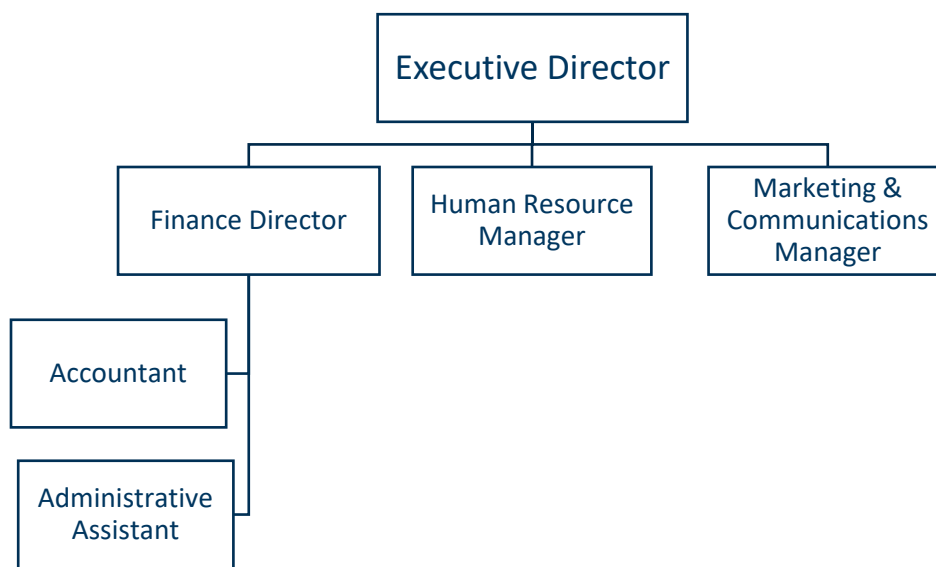 Executive Director
Finance Director
Human Resource
Manager
Marketing &
Communications
Manager
Accountant
Administrative
Assistant